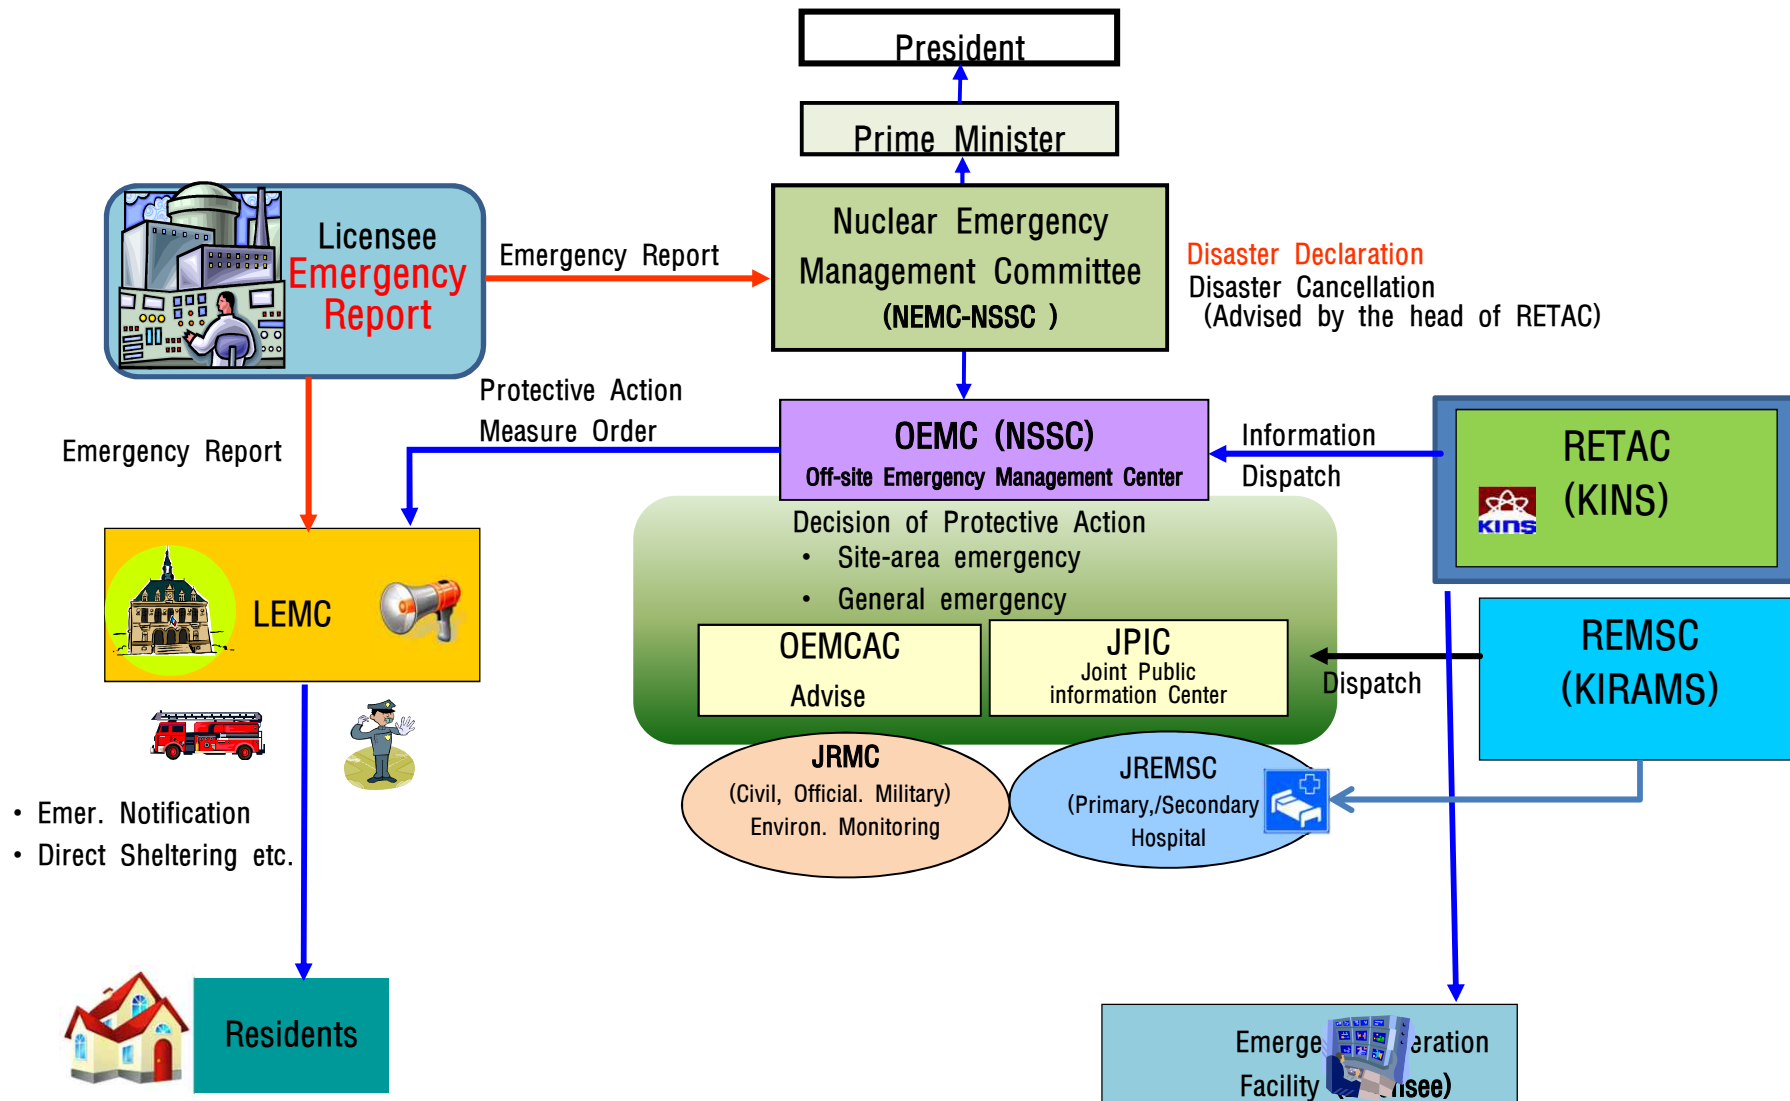 President
Prime Minister
Licensee
Emergency
Report
Emergency Report
Nuclear Emergency
Management Committee
(NEMC-NSSC )
Disaster Declaration
Disaster Cancellation
(Advised by the head of RETAC)
Protective Action
Measure Order
Emergency Report
OEMC (NSSC)
Off-site Emergency Management Center
Information
Dispatch
RETAC
(KINS)
KINS
Decision of Protective Action
• Site-area emergency
• General emergency
LEMC
OEMCAC
Advise
JPIC
Joint Public
information Center
Dispatch
REMSC
(KIRAMS)
JRMC
(Civil, Official. Military)
Environ. Monitoring
JREMSC
(Primary,/Secondary
Hospital
• Emer. Notification
• Direct Sheltering etc.
Residents
Facility